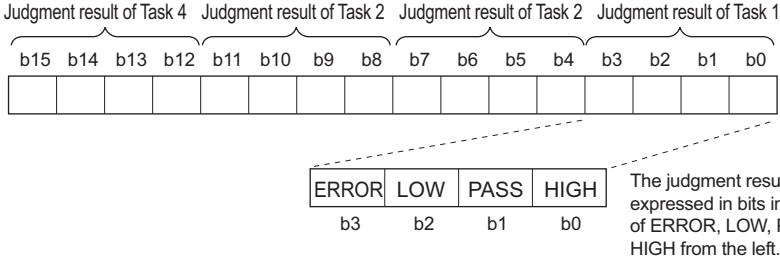 Judgment result of Task 4 Judgment result of Task 2 Judgment result of Task 2 Judgment result of Task 1
b15 b14 b13 b12 b11 b10 b9 b8 b7 b6 b5 b4 b3 b2 b1 b0
ERROR LOW PASS HIGH
b3 b2 b1 b0
The judgment
expressed in bits
of ERROR, LOW,
HIGH from the left.